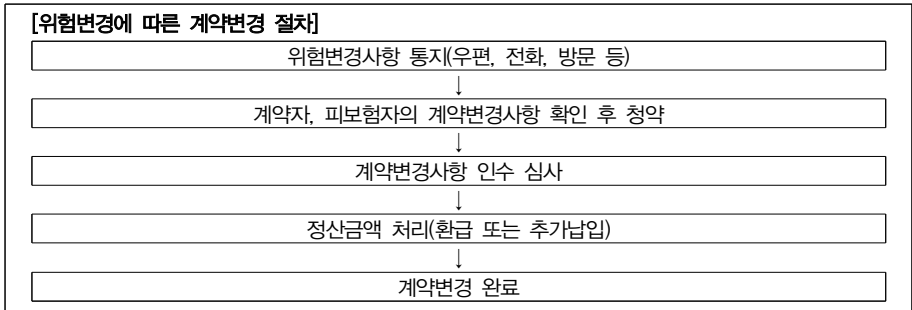 [위험변경에 따른 계약변경 절차]
위험변경사항 통지(우편, 전화, 방문 등)
↓
계약자, 피보험자의 계약변경사항 확인 후 청약
↓
계약변경사항 인수 심사
↓
정산금액 처리(환급 또는 추가납입)
↓
계약변경 완료